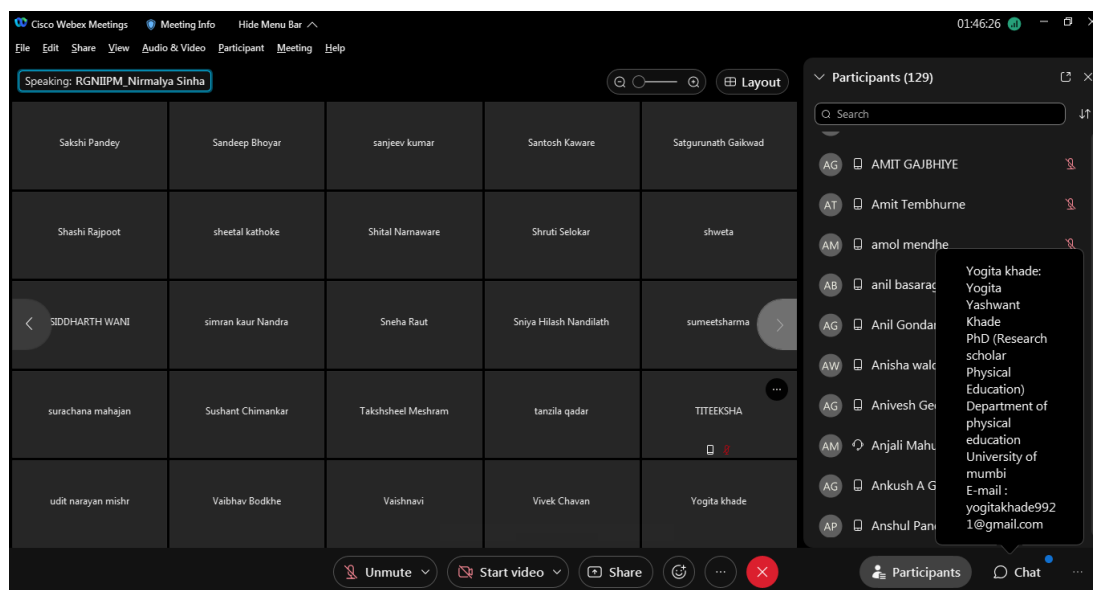 Cisco Webex Meetings Meeting Info Hide Menu Bar 01:46:26
File Edit Share View Audio & Video Participant Meeting Help
Speaking: RGNIIPM_Nirmalya Sinha
Layout
Sakshi Pandey
Sandeep Bhoyar
sanjeev kumar
Santosh Kaware
Satgurunath Gaikwad
Shashi Rajpoot
sheetal kathoke
Shital Narnaware
Shruti Selokar
shweta
SIDDHARTH WANI
simran kaur Nandra
Sneha Raut
Sniya Hilash Nandilath
sumeetsharma
surachana mahajan
Sushant Chimankar
Takshsheel Meshram
tanzila qadar
TITEEKSHA
udit narayan mishr
Vaibhav Bodkhe
Vaishnavi
Vivek Chavan
Yogita khade
Participants (129)
Search
AG AMIT GAJBHIYE
AT Amit Tembhurne
AM amol mendhe
AB anil basarag
AG Anil Gondar
AW Anisha
AG Anivesh
AM Anjali Mahu
AG Ankush A G
AP Anshul Pan
Yogita khade:
Yogita
Yashwant
Khade
PhD (Research
scholar
Physical
Education)
Department of
physical
education
University of
mumbi
E-mail :
yogitakhade992
1@gmail.com
Unmute Start video Share Participants Chat